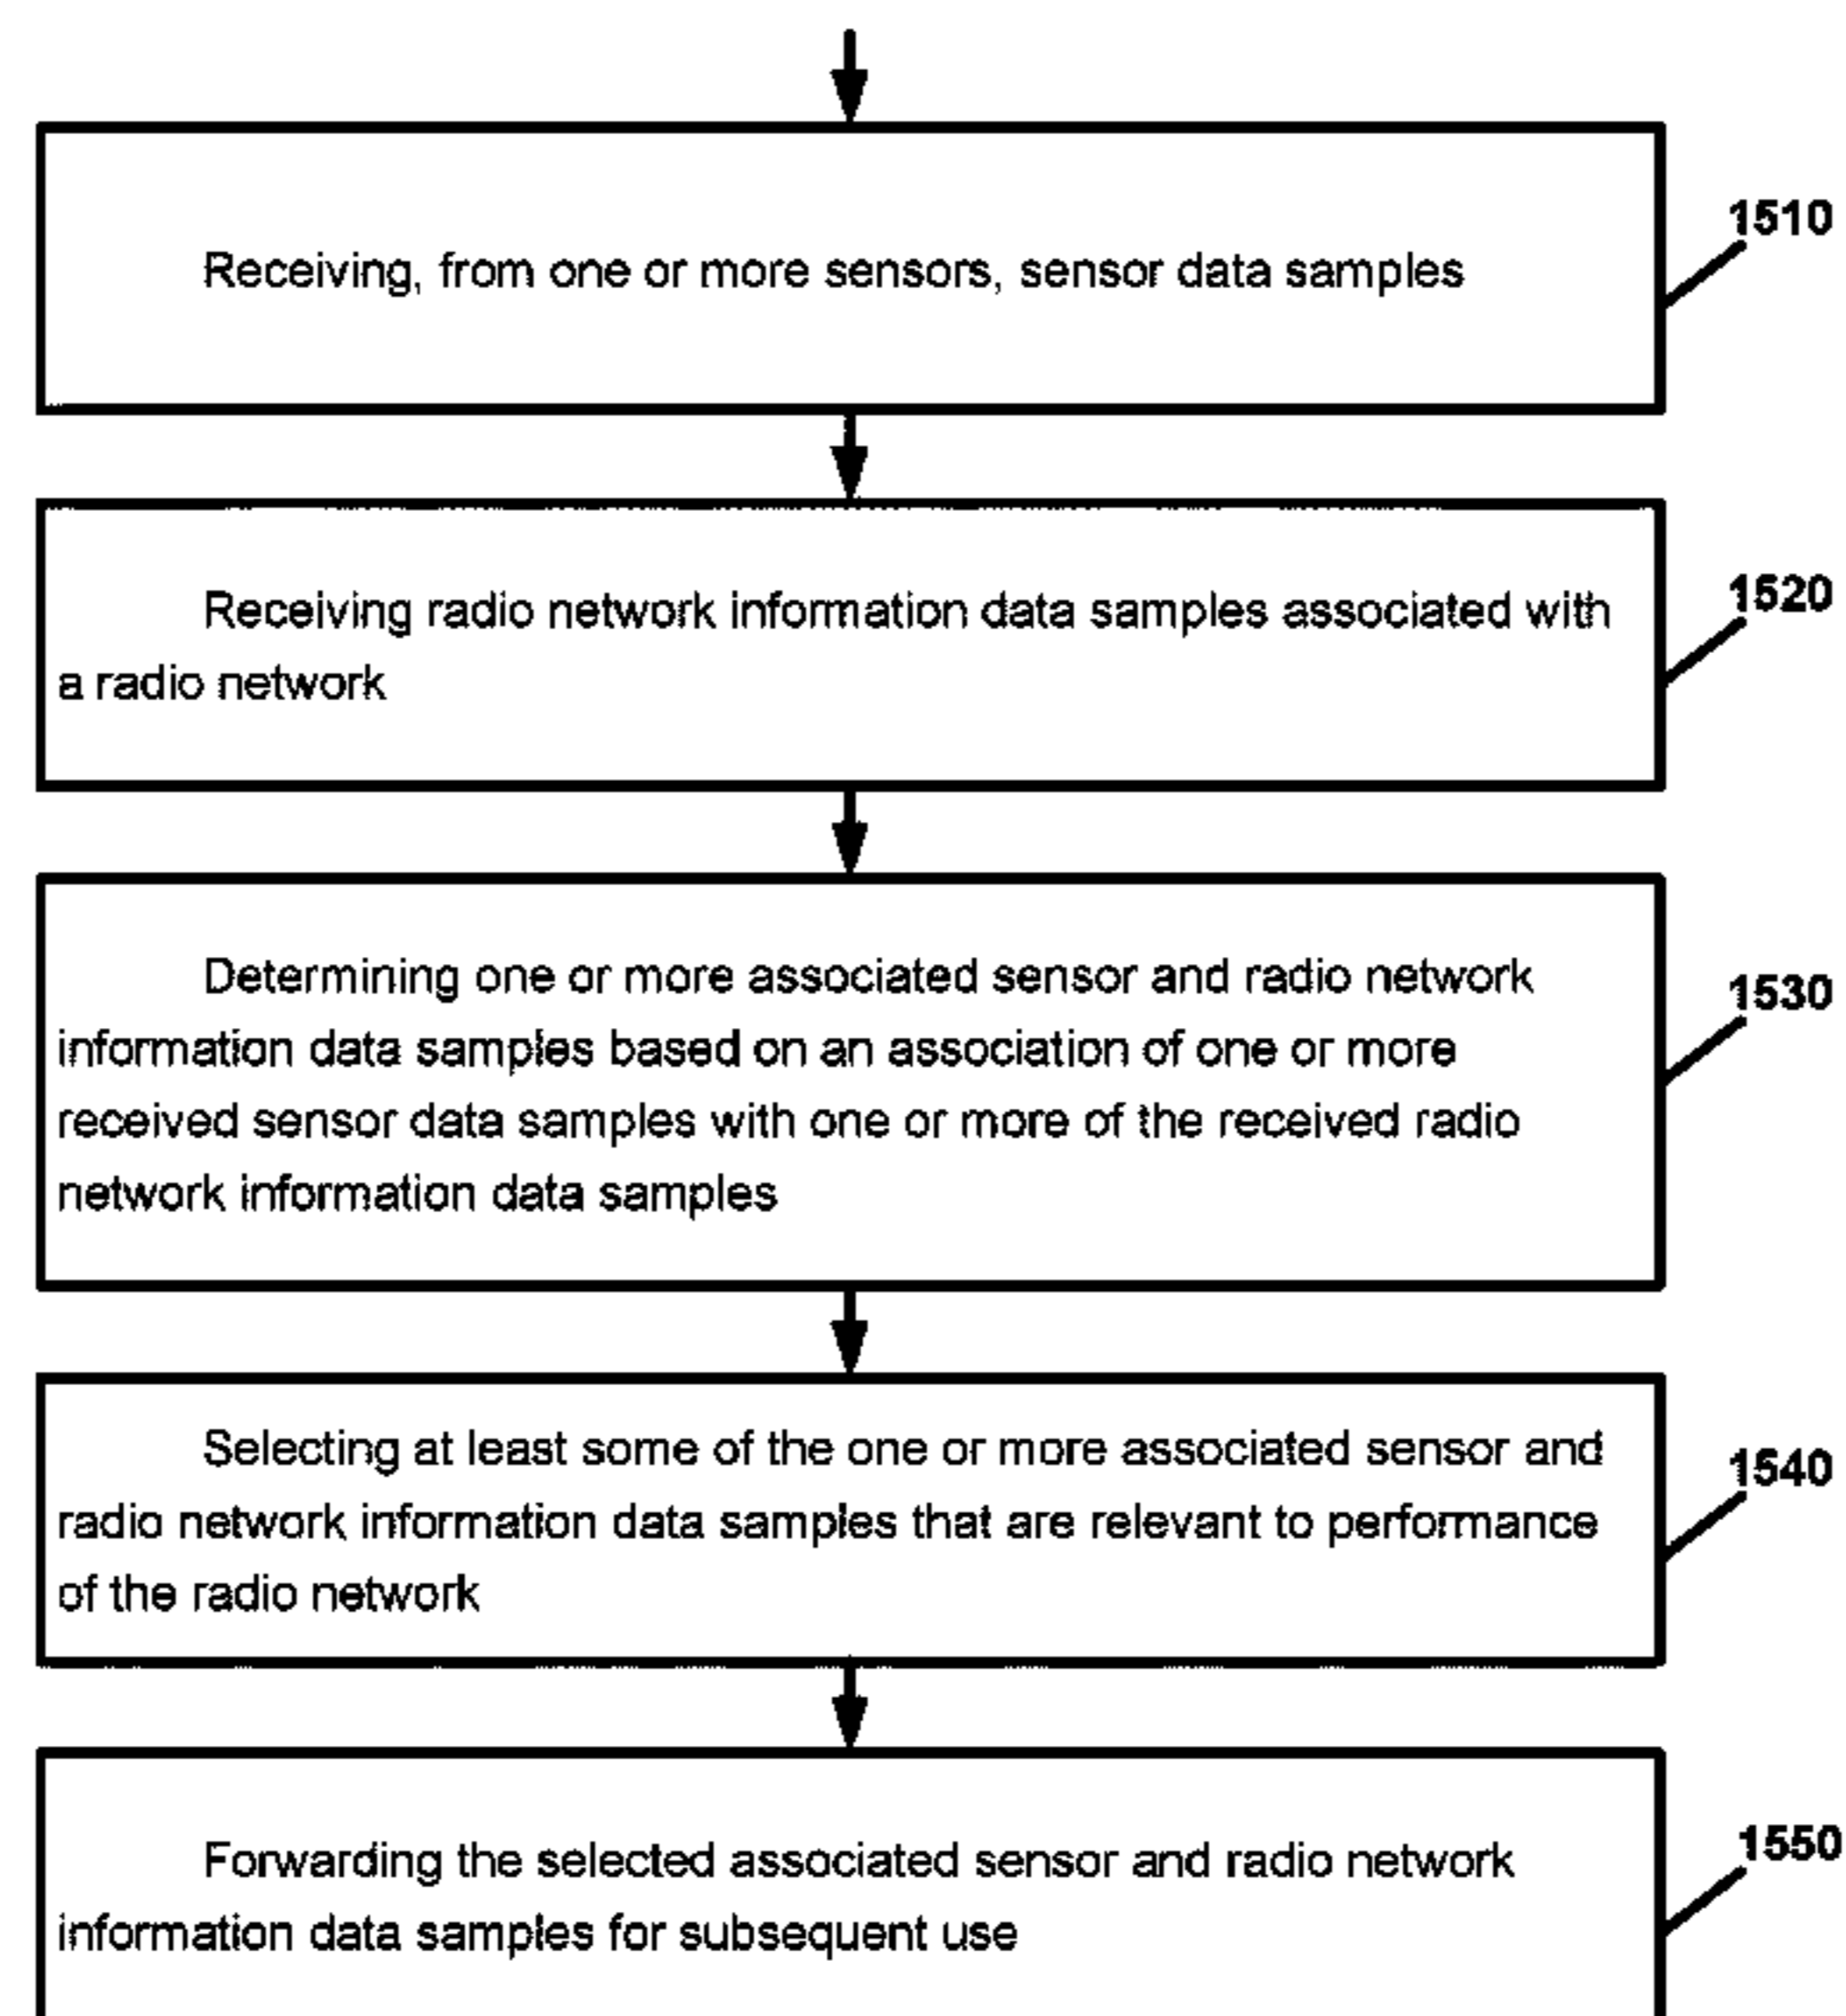 Receiving, from one or more sensors, sensor data samples
1510
Receiving radio network information data samples associated with
a radio network
1520
Determining one or more associated sensor and radio network
information data samples based on an association of one or more
received sensor data samples with one or more of the received radio
network information data samples
1530
Selecting at least some of the one or more associated sensor and
radio network information data samples that are relevant to performance
of the radio network
1540
Forwarding the selected associated sensor and radio network
information data samples for subsequent use
1550